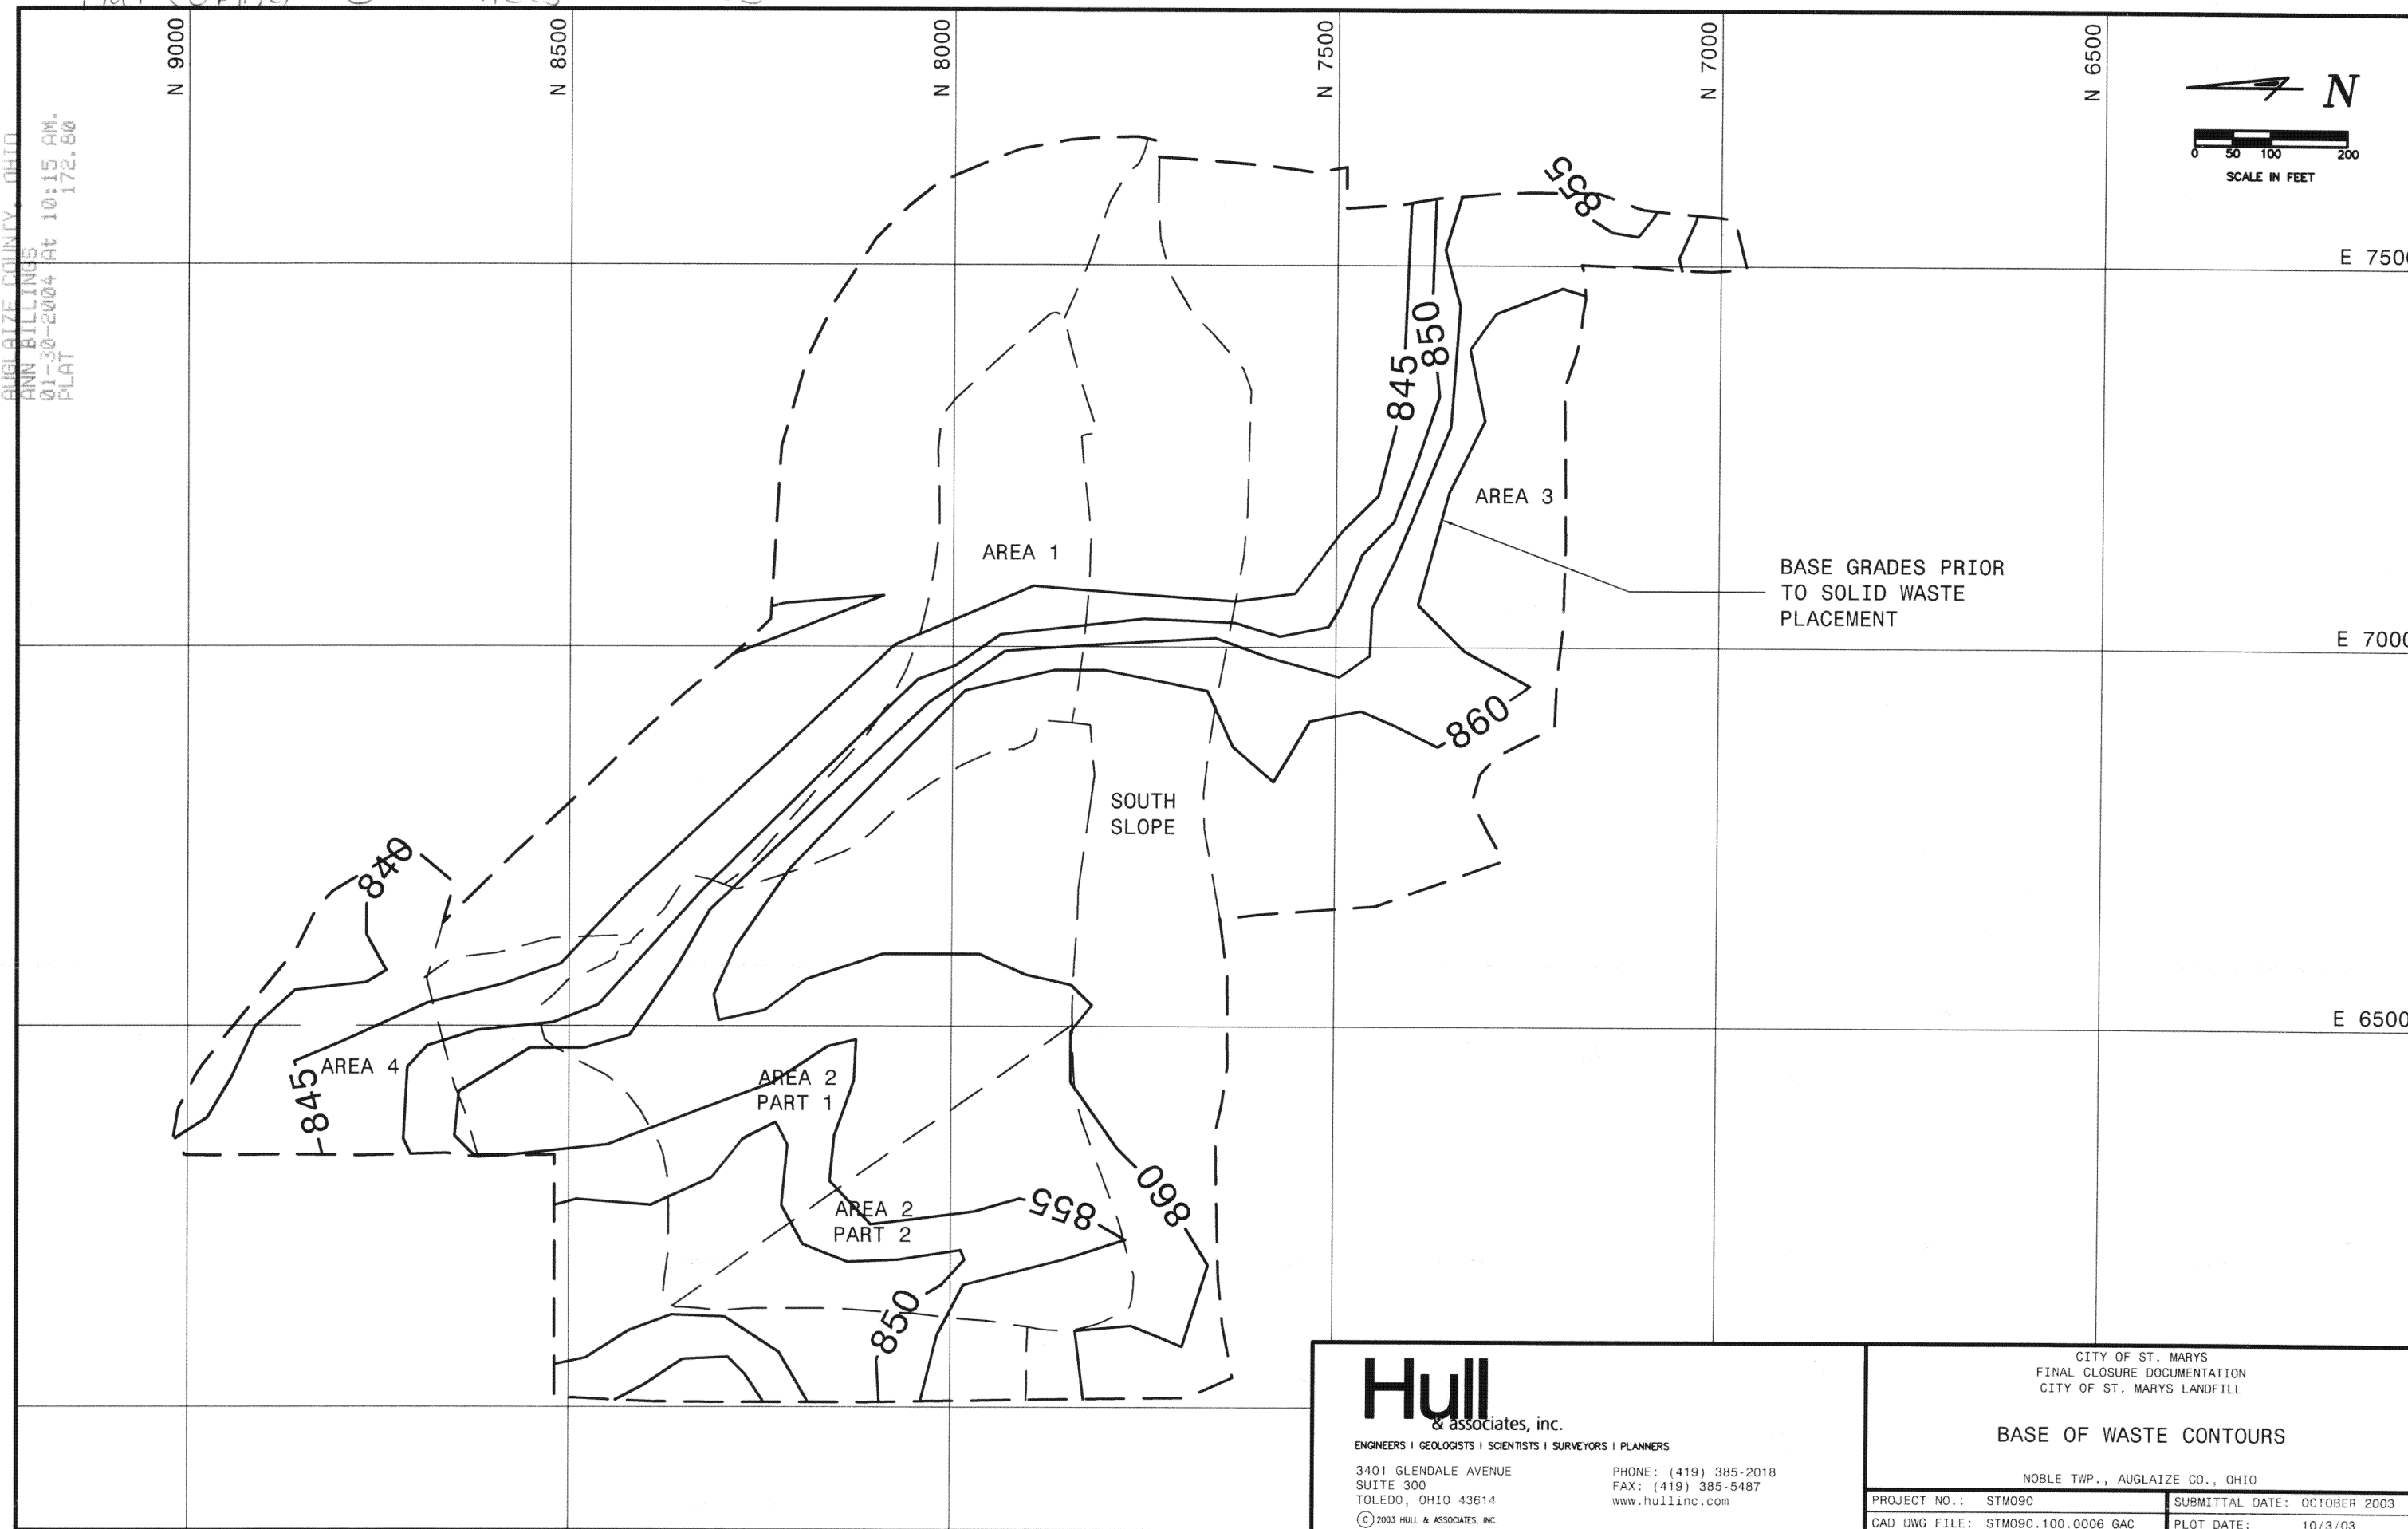 N 9000
N 8500
N 8000
N 7500
N 7000
N 6500
N
0 50 100 200
SCALE IN FEET
AUGLAIZE COUNTY, OHIO
ANN BILLINGS
01-30-2004 At 10:15 AM.
PLAT 172.80
855
E 7500
850
845
AREA 3
AREA 1
BASE GRADES PRIOR
TO SOLID WASTE
PLACEMENT
E 7000
860
SOUTH
SLOPE
840
E 6500
AREA 4
845
AREA 2
PART 1
860
855
AREA 2
PART 2
850
Hull
& associates, inc.
ENGINEERS | GEOLOGISTS | SCIENTISTS | SURVEYORS | PLANNERS
3401 GLENDALE AVENUE
SUITE 300
TOLEDO, OHIO 43614
PHONE: (419) 385-2018
FAX: (419) 385-5487
www.hullinc.com
© 2003 HULL & ASSOCIATES, INC.
CITY OF ST. MARYS
FINAL CLOSURE DOCUMENTATION
CITY OF ST. MARYS LANDFILL
BASE OF WASTE CONTOURS
NOBLE TWP., AUGLAIZE CO., OHIO
PROJECT NO.: STM090
SUBMITTAL DATE: OCTOBER 2003
CAD DWG FILE: STM090.100.0006 GAC
PLOT DATE: 10/3/03